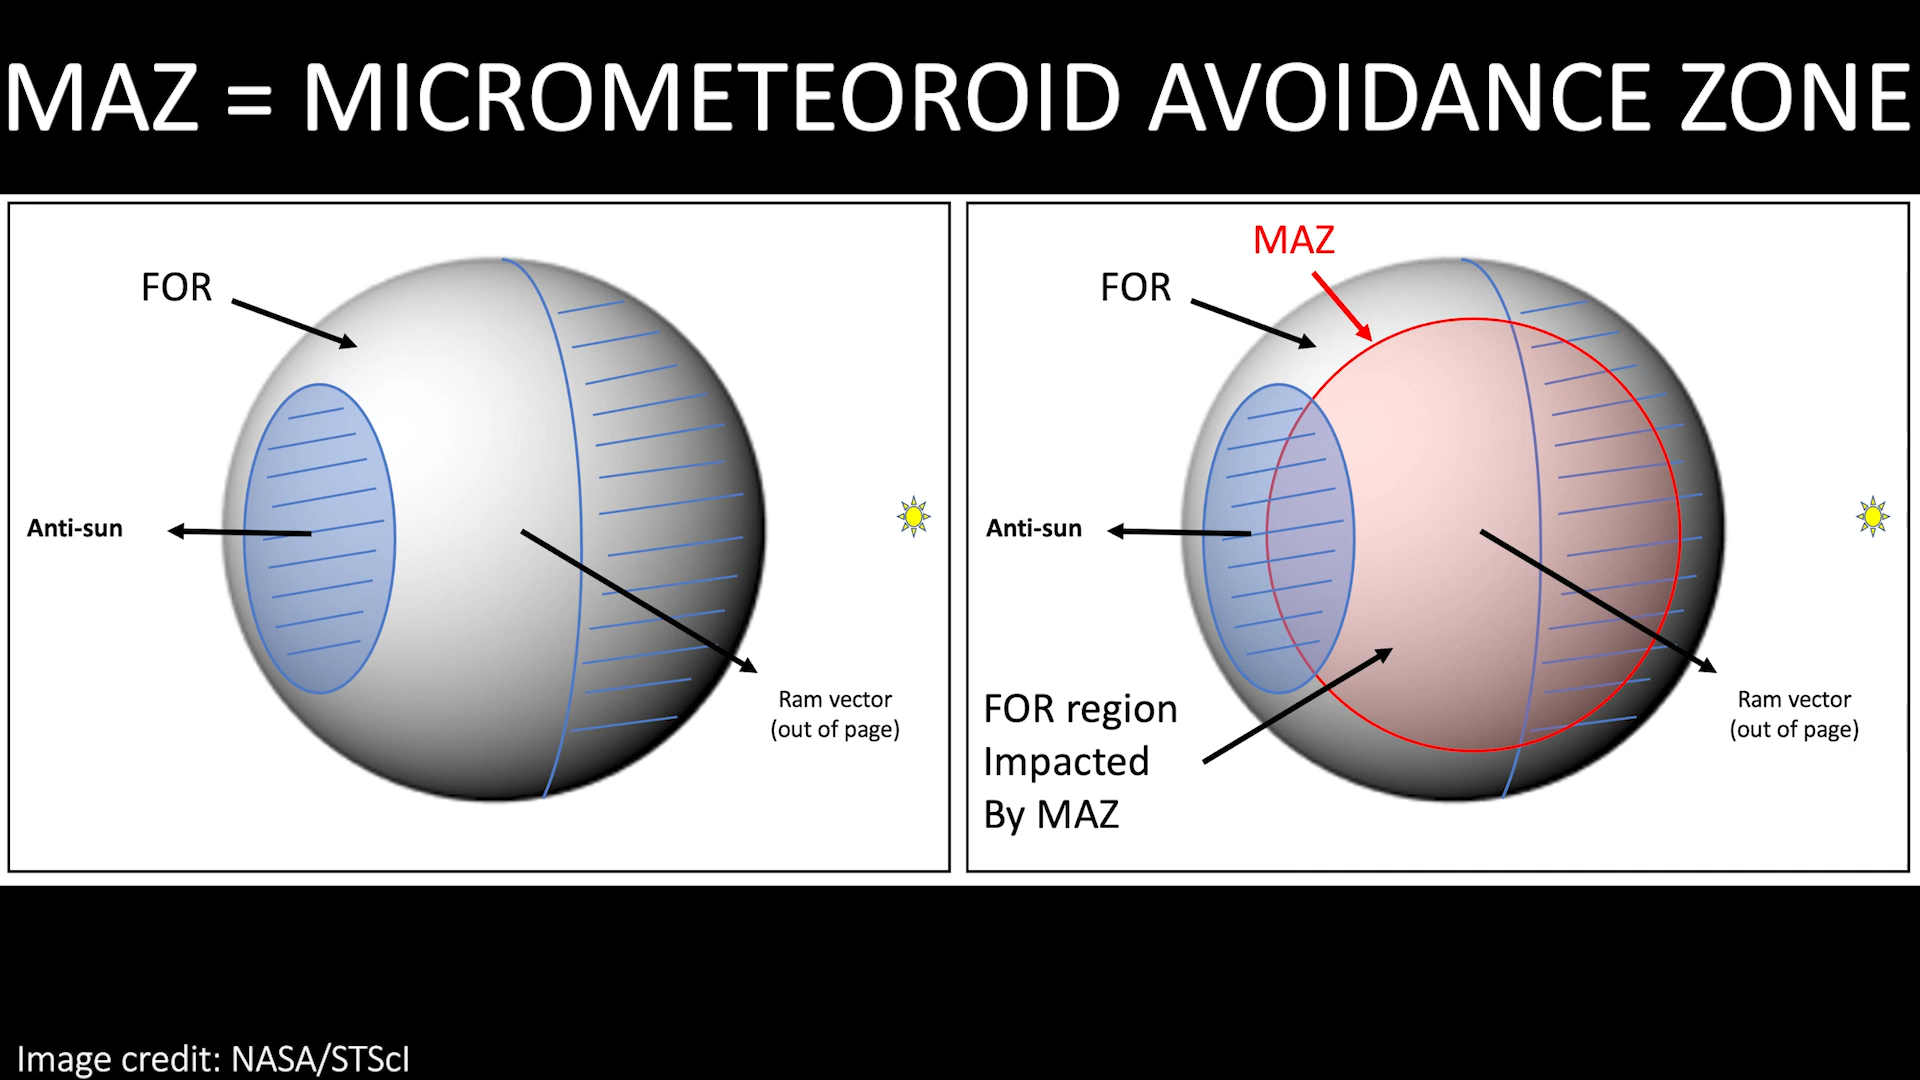 MAZ = MICROMETEOROID AVOIDANCE ZONE
FOR
Anti-sun
Ram vector
(out of page)
MAZ
FOR
Anti-sun
FOR region
Impacted
By MAZ
Ram vector
(out of page)
Image credit: NASA/STScI